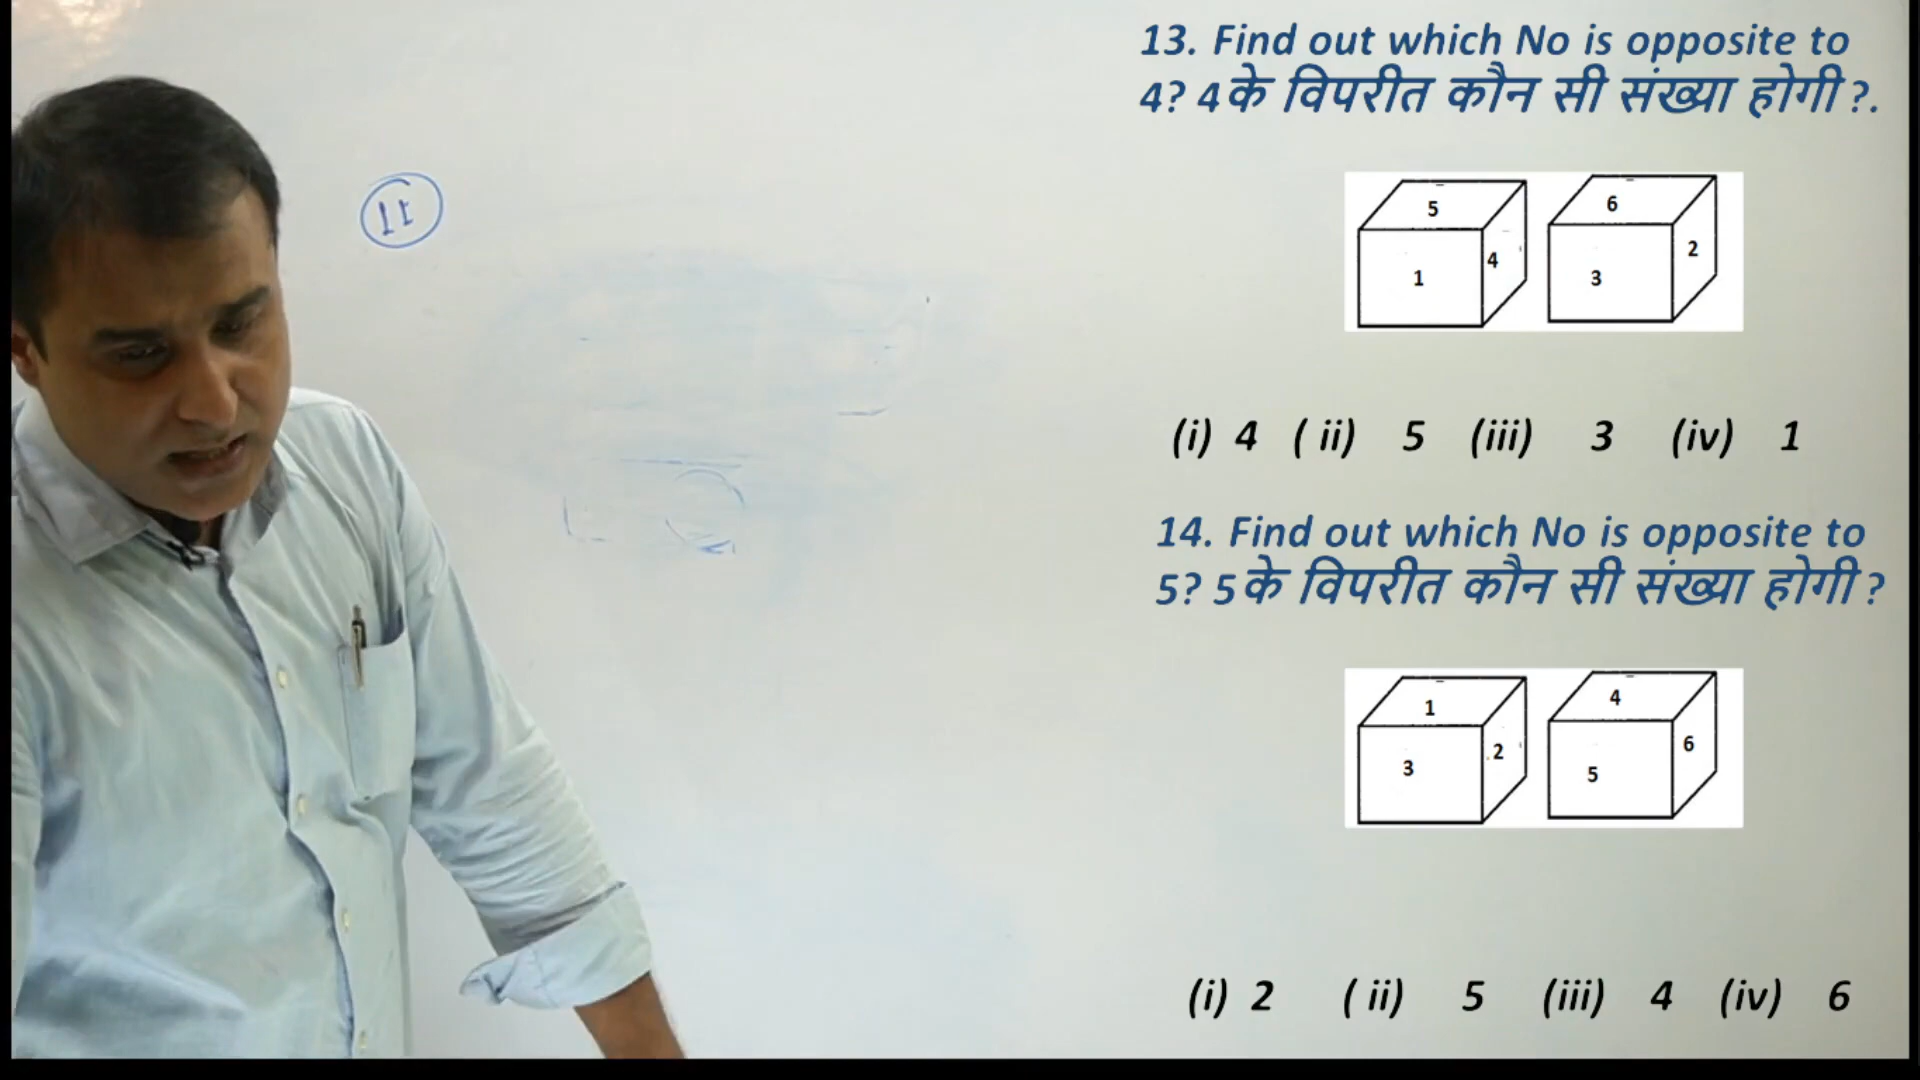 11
13. Find out which No is opposite to
4? 4 के विपरीत कौन सी संख्या होगी ?.
5
1
4
6
3
2
(i) 4 ( ii) 5 (iii) 3 (iv) 1
14. Find out which No is opposite to
5? 5 के विपरीत कौन सी संख्या होगी ?
1
3
2
4
5
6
(i) 2 ( ii) 5 (iii) 4 (iv) 6